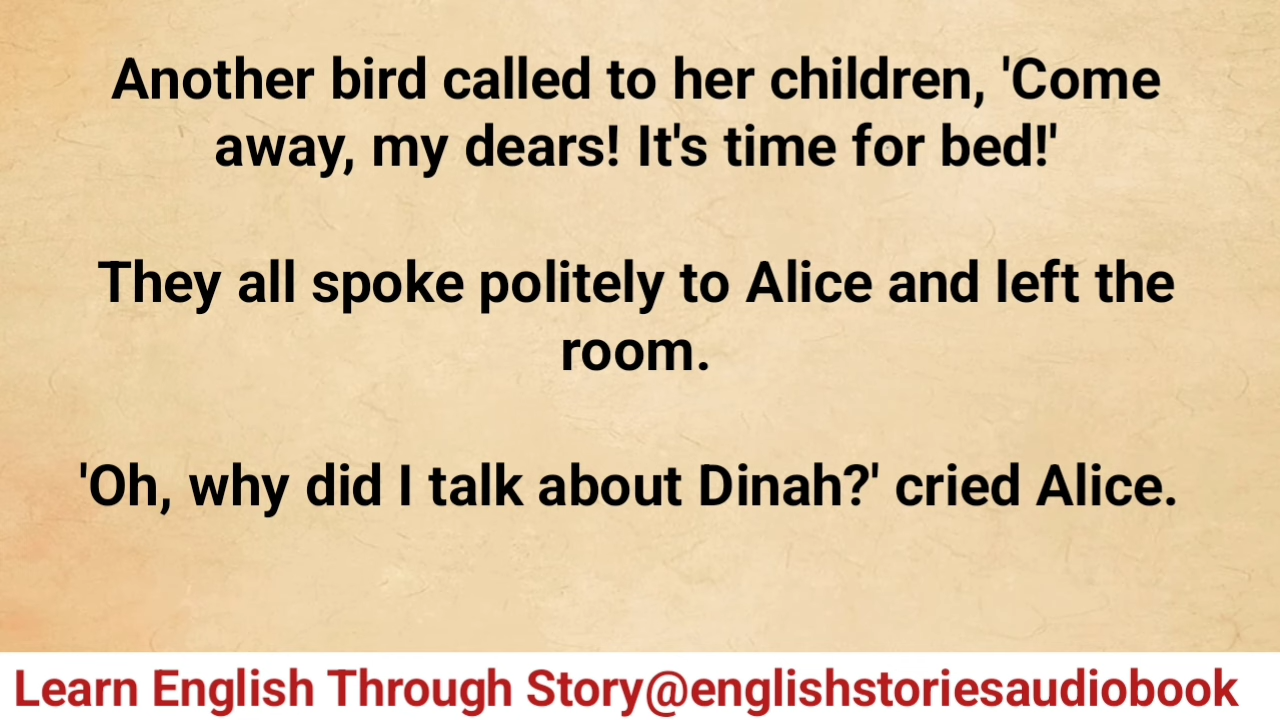 Another bird called to her children, 'Come
away, my dears! It's time for bed!'
They all spoke politely to Alice and left the
room.
'Oh, why did I talk about Dinah?' cried Alice.
Learn English Through Story@englishstoriesaudiobook